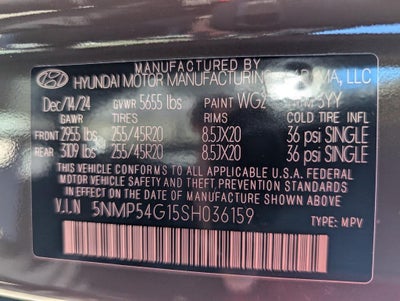 MANUFACTURED BY
HYUNDAI MOTOR MANUFACTURING LLC
Dec/14/24 GVWR 5655 lbs PAINT WG2
GAWR TIRES RIMS COLD TIRE INFL
FRONT 2955 lbs 255/45R20 8.5JX20 36 psi SINGLE
REAR 3109 lbs 255/45R20 8.5JX20 36 psi SINGLE
THIS VEHICLE COMPLIES TO ALL APPLICABLE U.S.A. FEDERAL
MOTOR VEHICLE SAFETY AND THEFT PREVENTION STANDARDS
IN EFFECT ON THE DATE OF MANUFACTURE SHOWN ABOVE.
V.I.N 5NMP54G15SH036159 TYPE: MPV